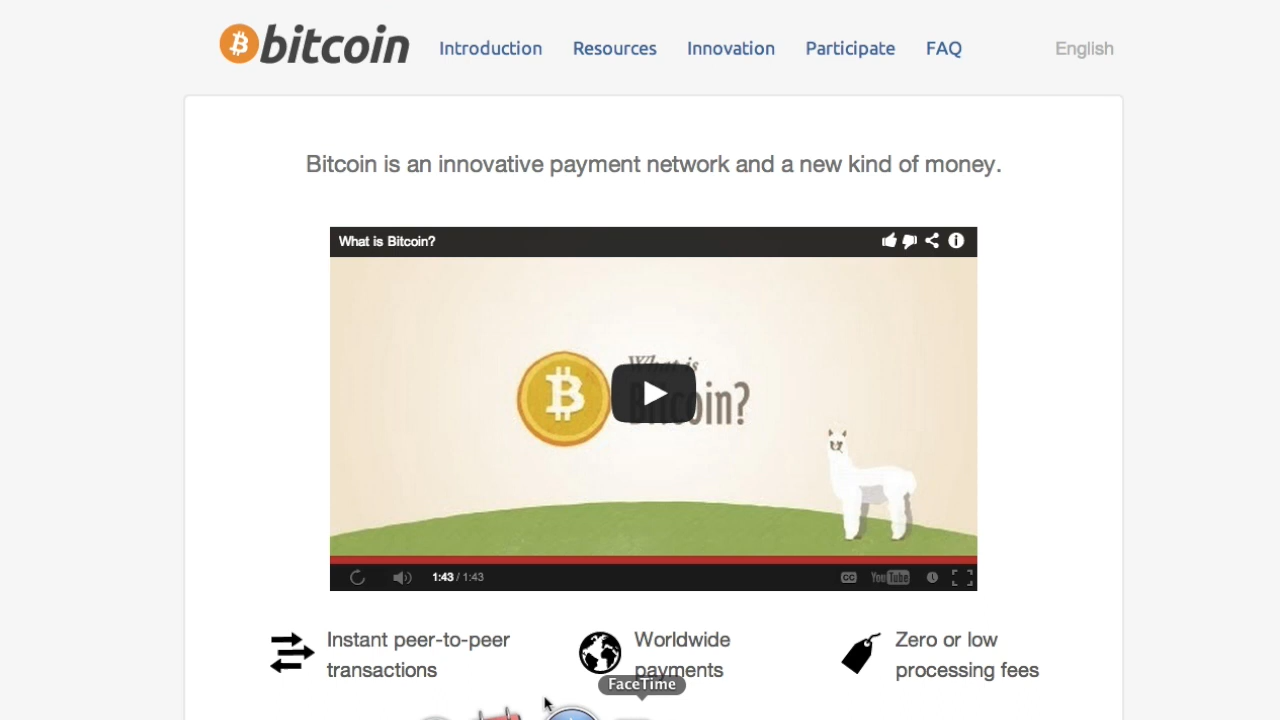 bitcoin Introduction Resources Innovation Participate FAQ English
Bitcoin is an innovative payment network and a new kind of money.
What is Bitcoin?
What is
Bitcoin?
1:43 / 1:43 CC YouTube
Instant peer-to-peer
transactions
Worldwide
payments
Zero or low
processing fees
FaceTime